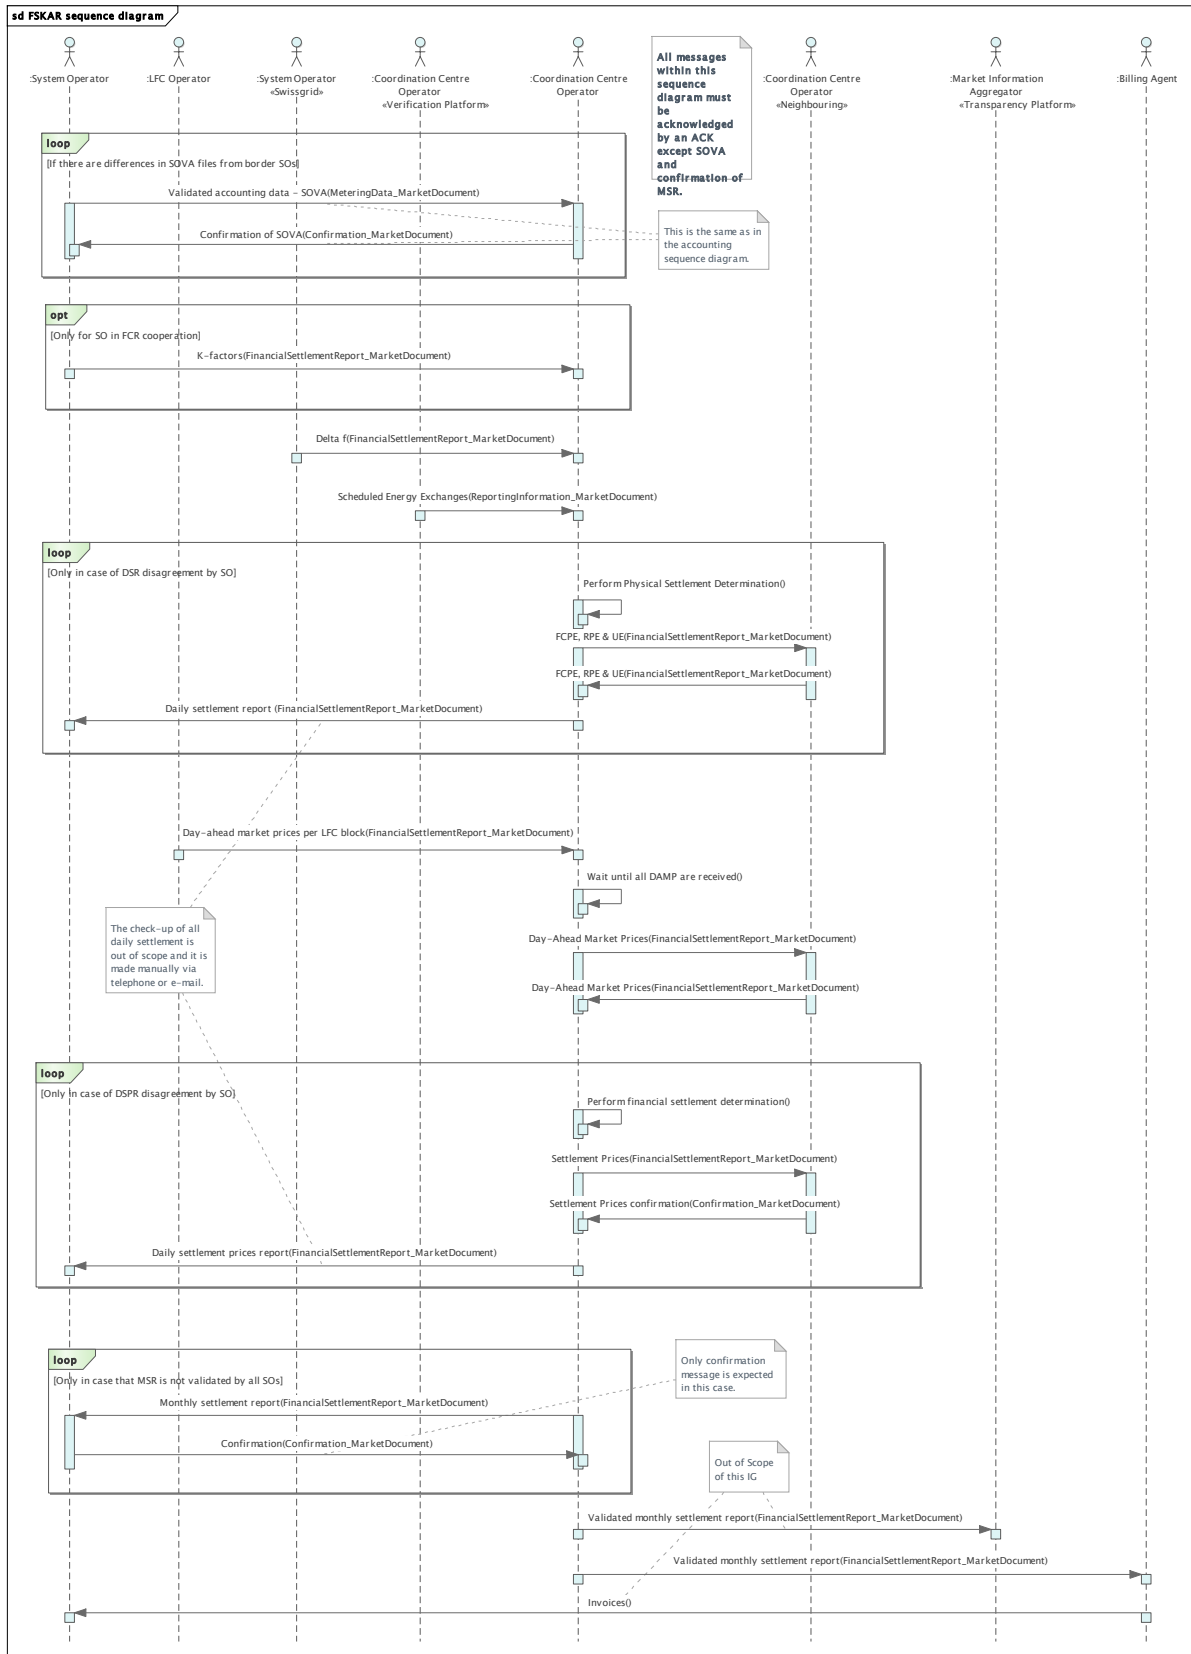 sd FSKAR sequence diagram
:System Operator
:LFC Operator
:System Operator
«Swissgrid»
:Coordination Centre
Operator
«Verification Platform»
:Coordination Centre
Operator
All messages
within this
sequence
diagram must
be
acknowledged
by an ACK
except SOVA
and
confirmation of
MSR.
:Coordination Centre
Operator
«Neighbouring»
:Market Information
Aggregator
«Transparency Platform»
:Billing Agent
loop
[If there are differences in SOVA files from border SOs]
Validated accounting data - SOVA(MeteringData_MarketDocument)
Confirmation of SOVA(Confirmation_MarketDocument)
This is the same as in
the accounting
sequence diagram.
opt
[Only for SO in FCR cooperation]
K-factors(FinancialSettlementReport_MarketDocument)
Delta f(FinancialSettlementReport_MarketDocument)
Scheduled Energy Exchanges(ReportingInformation_MarketDocument)
loop
[Only in case of DSR disagreement by SO]
Perform Physical Settlement Determination()
FCPE, RPE & UE(FinancialSettlementReport_MarketDocument)
FCPE, RPE & UE(FinancialSettlementReport_MarketDocument)
Daily settlement report (FinancialSettlementReport_MarketDocument)
Day-ahead market prices per LFC block(FinancialSettlementReport_MarketDocument)
Wait until all DAMP are received()
The check-up of all
daily settlement is
out of scope and it is
made manually via
telephone or e-mail.
Day-Ahead Market Prices(FinancialSettlementReport_MarketDocument)
Day-Ahead Market Prices(FinancialSettlementReport_MarketDocument)
loop
[Only in case of DSPR disagreement by SO]
Perform financial settlement determination()
Settlement Prices(FinancialSettlementReport_MarketDocument)
Settlement Prices confirmation(Confirmation_MarketDocument)
Daily settlement prices report(FinancialSettlementReport_MarketDocument)
loop
[Only in case that MSR is not validated by all SOs]
Only confirmation
message is expected
in this case.
Monthly settlement report(FinancialSettlementReport_MarketDocument)
Confirmation(Confirmation_MarketDocument)
Out of Scope
of this IG
Validated monthly settlement report(FinancialSettlementReport_MarketDocument)
Validated monthly settlement report(FinancialSettlementReport_MarketDocument)
Invoices()